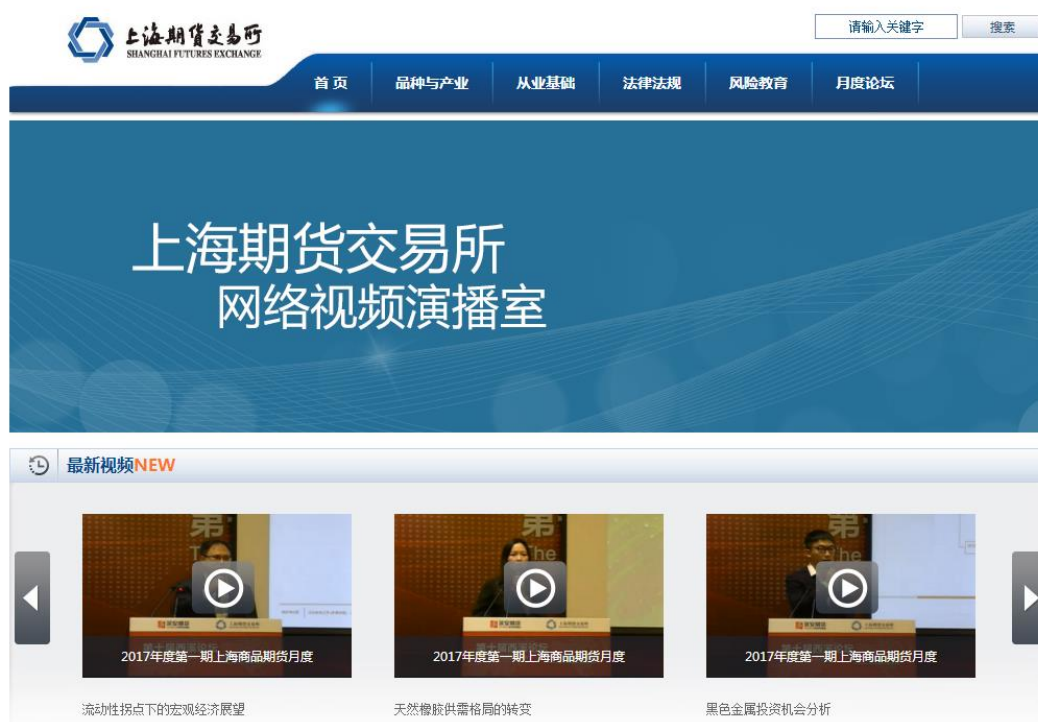 上海期货交易所
SHANGHAI FUTURES EXCHANGE
请输入关键字
搜索
首页 品种与产业 从业基础 法律法规 风险教育 月度论坛
上海期货交易所
网络视频演播室
最新视频NEW
第
The
第
The
第
The
2017年度第一期上海商品期货月度
2017年度第一期上海商品期货月度
2017年度第一期上海商品期货月度
流动性拐点下的宏观经济展望
天然橡胶供需格局的转变
黑色金属投资机会分析